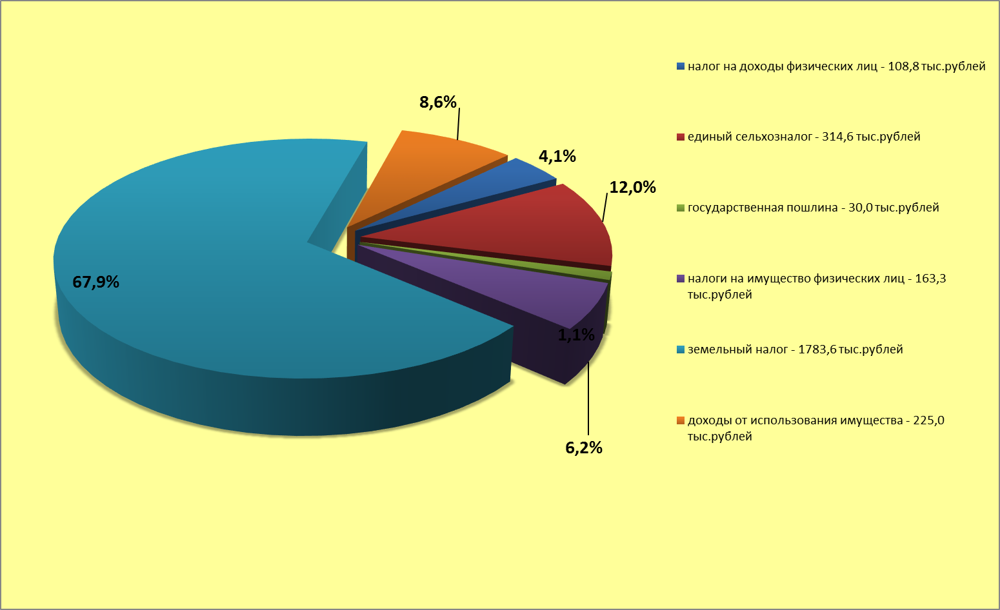 8,6%
4,1%
12,0%
67,9%
1,1%
6,2%
налог на доходы физических лиц - 108,8 тыс.рублей
единый сельхозналог - 314,6 тыс.рублей
государственная пошлина - 30,0 тыс.рублей
налоги на имущество физических лиц - 163,3
тыс.рублей
земельный налог - 1783,6 тыс.рублей
доходы от использования имущества - 225,0
тыс.рублей